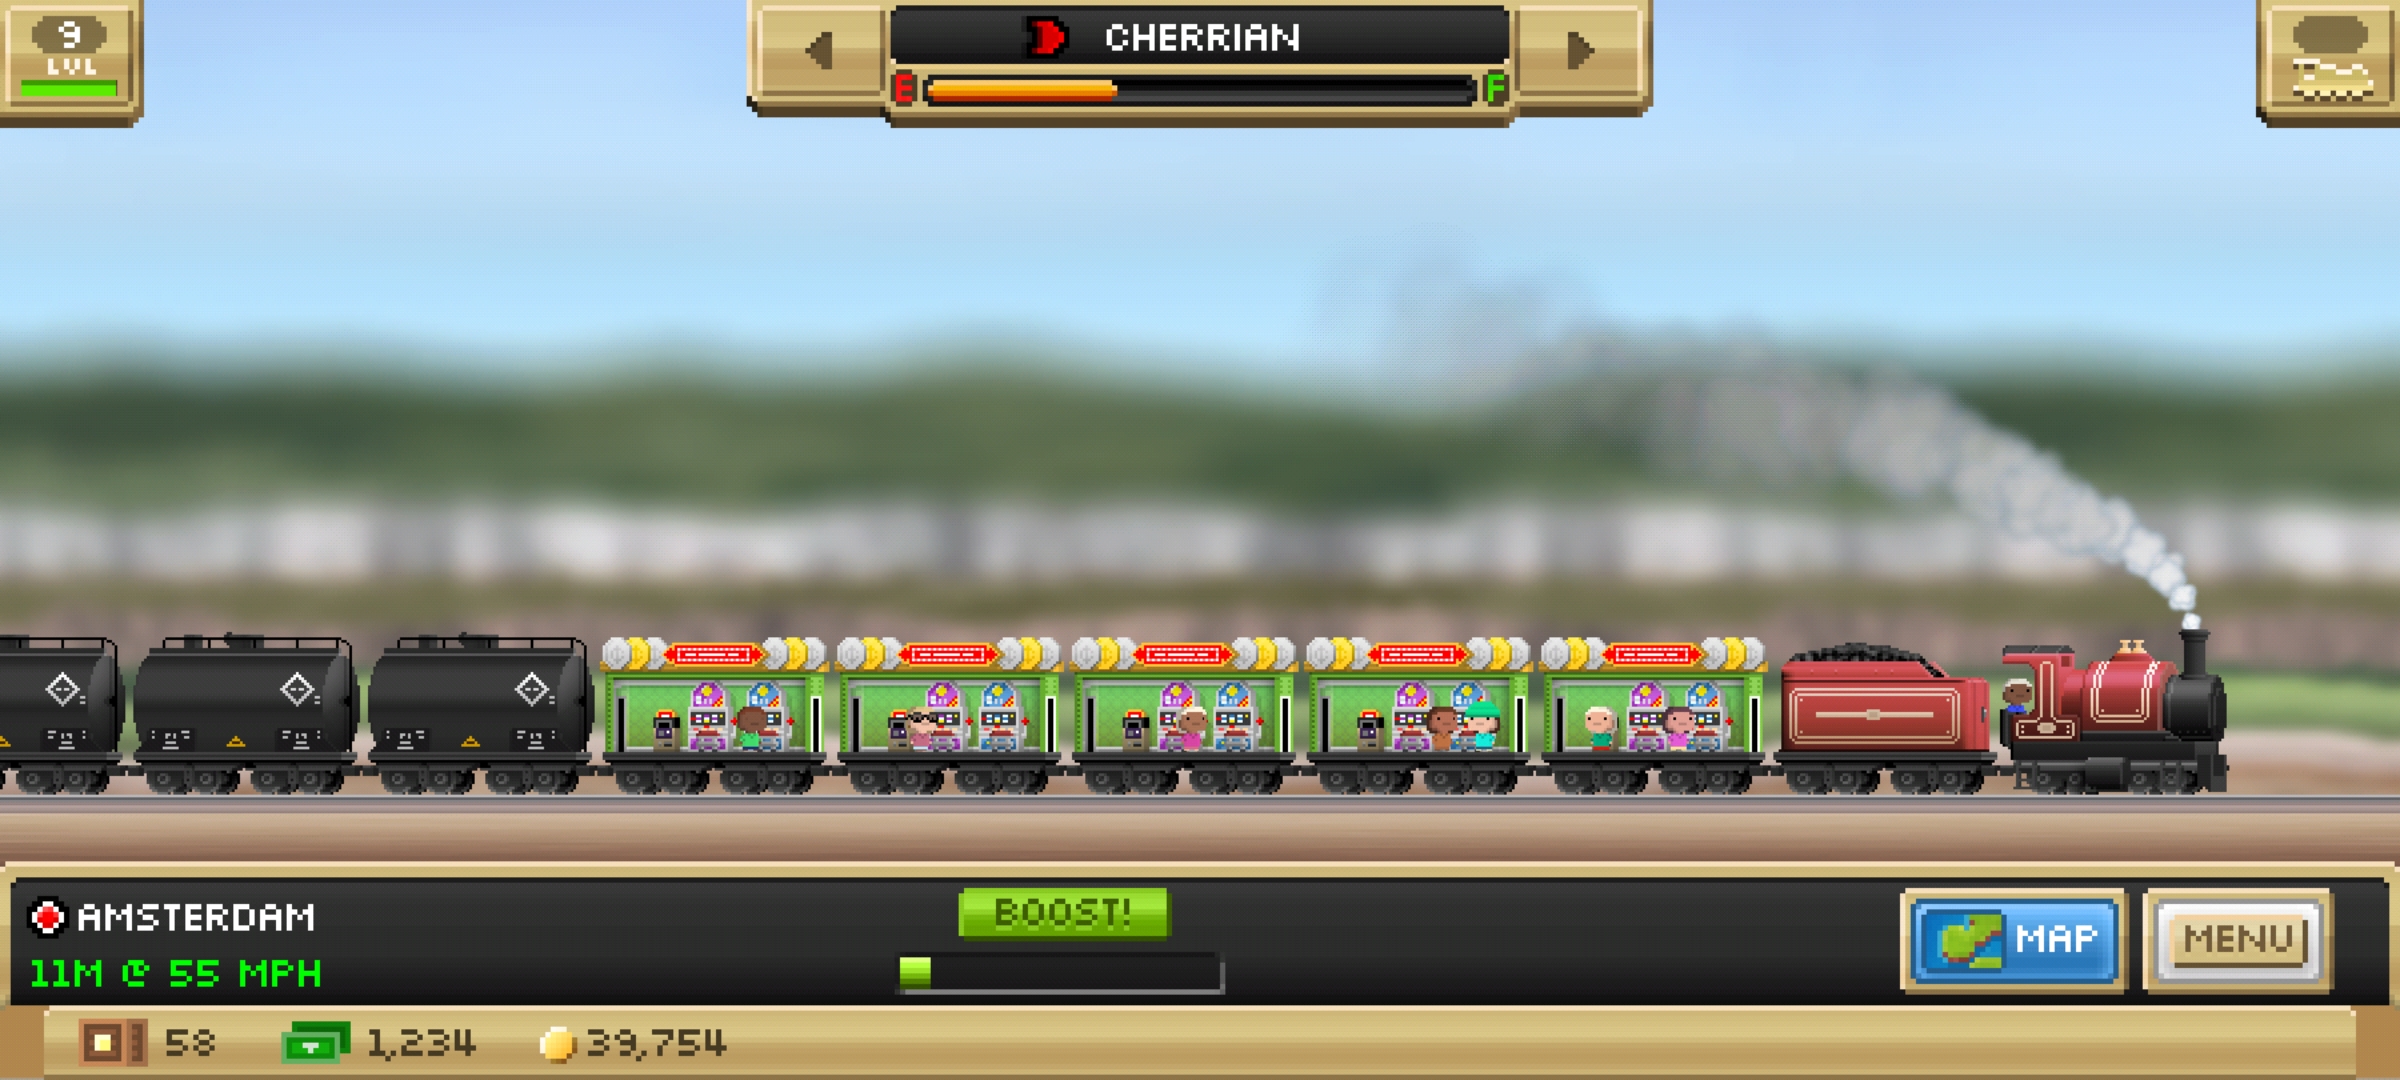 9
LVL
CHERRIAN
E F
AMSTERDAM
11M @ 55 MPH
BOOST!
MAP
MENU
58
1,234
39,754